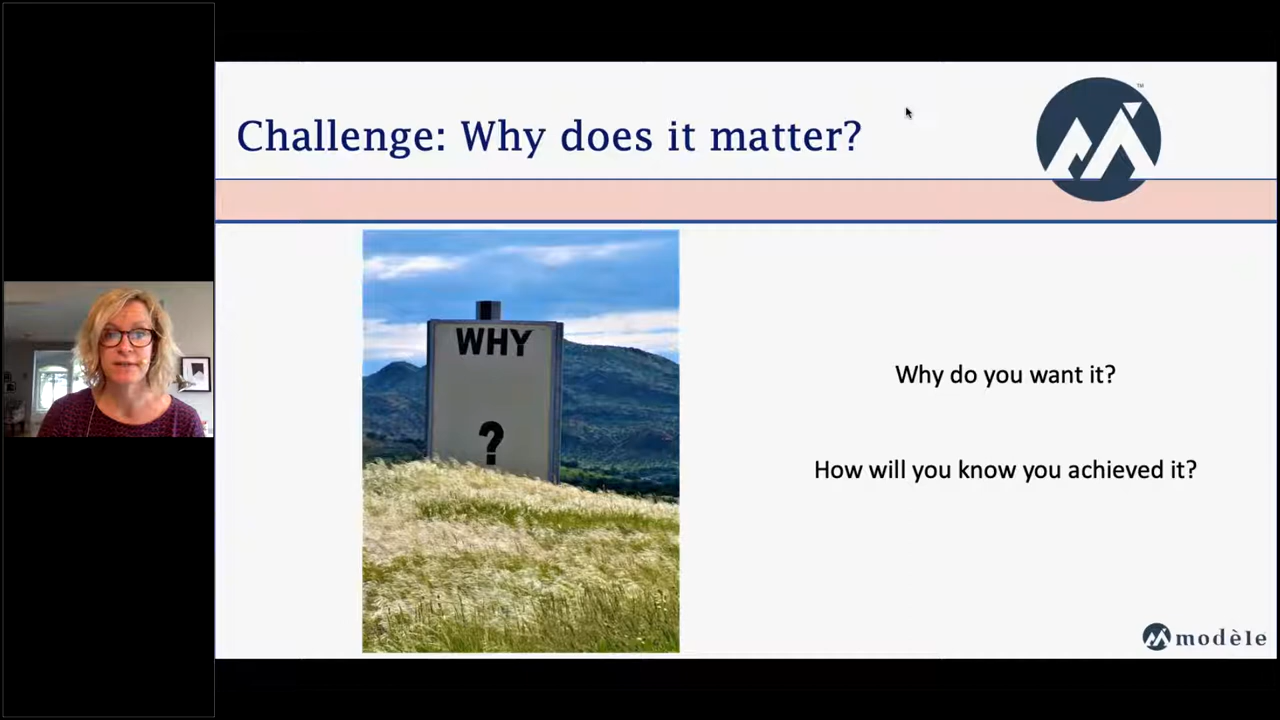 Challenge: Why does it matter?
TM
WHY
?
Why do you want it?
How will you know you achieved it?
modèle